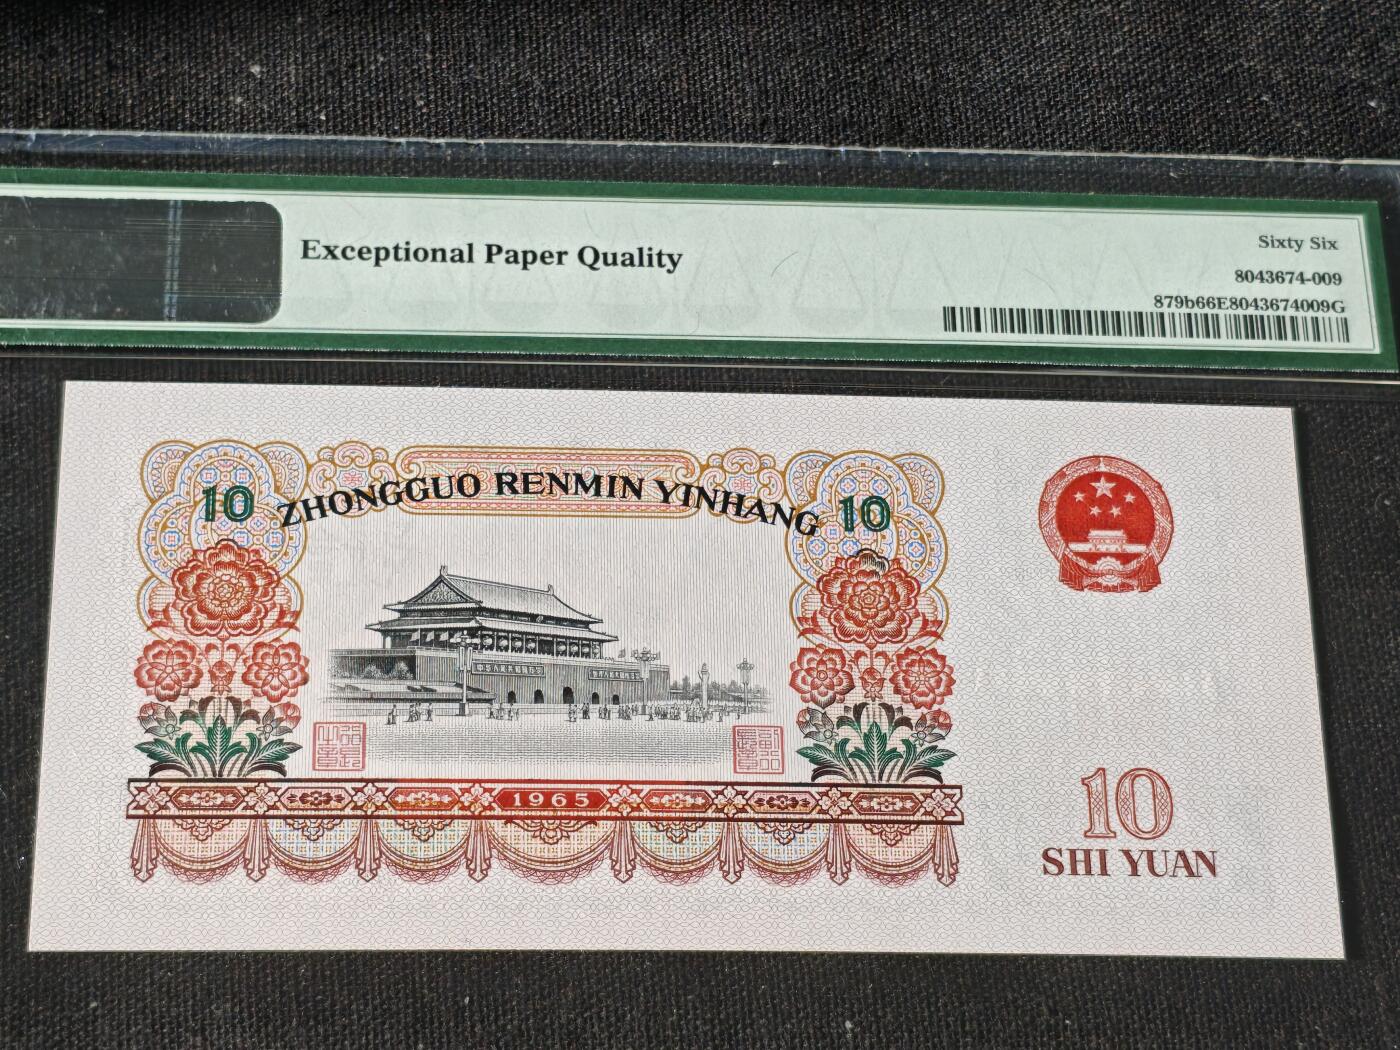 Exceptional Paper Quality
Sixty Six
8043674-009
879b66E8043674009G
ZHONGGUO RENMIN YINHANG
10
10
1965
10
SHI YUAN